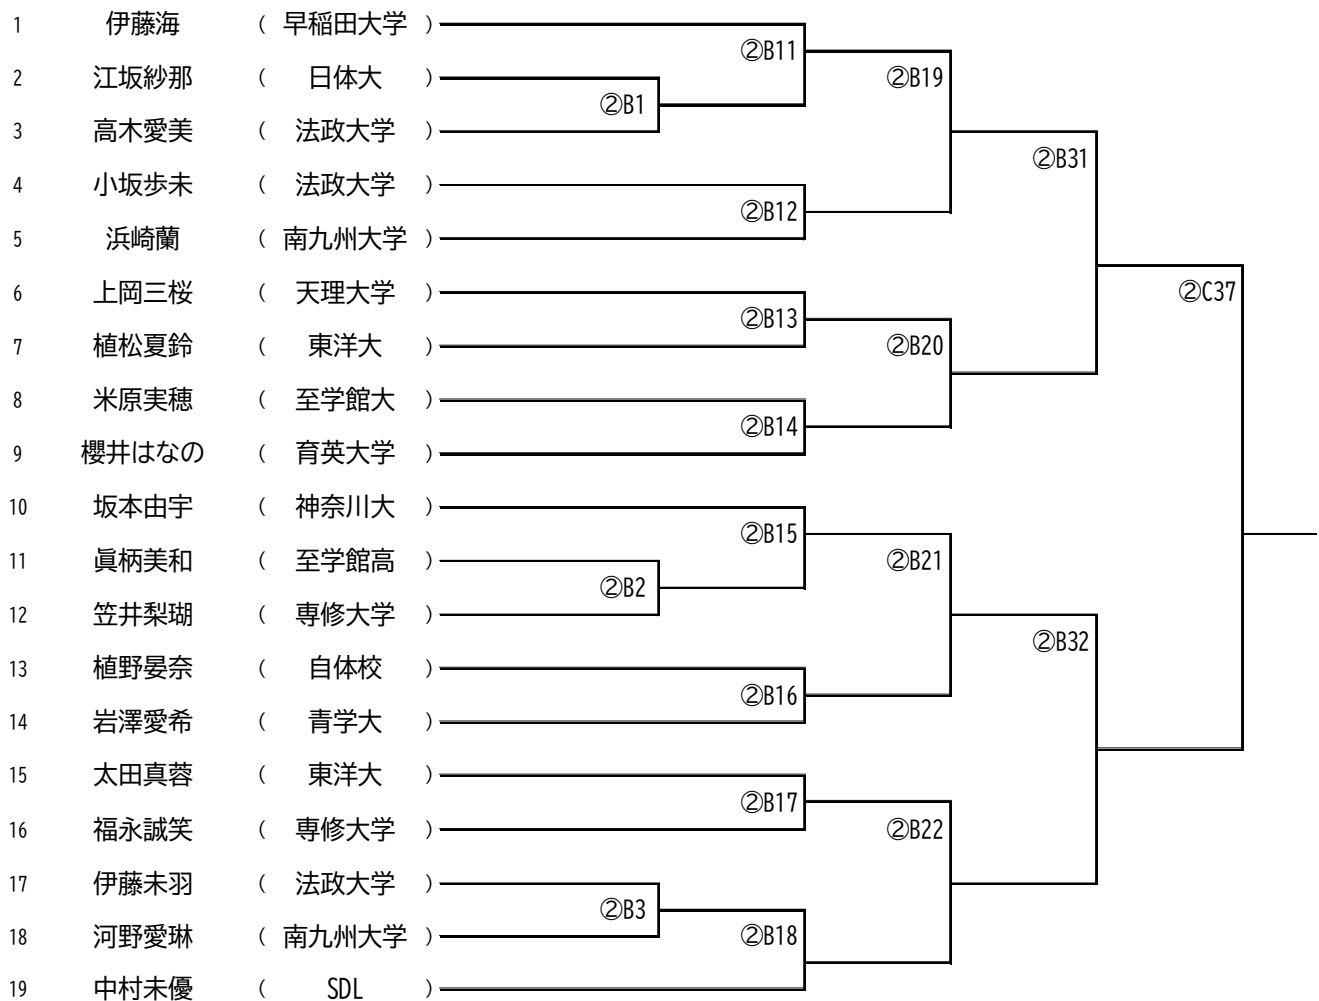 1 伊藤海 ( 早稲田大学 )
②B11
2 江坂紗那 ( 日体大 ) ②B19
②B1
3 高木愛美 ( 法政大学 )
②B31
4 小坂歩未 ( 法政大学 )
②B12
5 浜崎蘭 ( 南九州大学 )
6 上岡三桜 ( 天理大学 ) ②C37
②B13
7 植松夏鈴 ( 東洋大 ) ②B20
8 米原実穂 ( 至学館大 )
②B14
9 櫻井はなの ( 育英大学 )
10 坂本由宇 ( 神奈川大 )
②B15
11 眞柄美和 ( 至学館高 ) ②B21
②B2
12 笠井梨瑚 ( 専修大学 )
②B32
13 植野晏奈 ( 自体校 )
②B16
14 岩澤愛希 ( 青学大 )
15 太田真蓉 ( 東洋大 )
②B17
16 福永誠笑 ( 専修大学 ) ②B22
17 伊藤未羽 ( 法政大学 )
②B3
18 河野愛琳 ( 南九州大学 ) ②B18
19 中村未優 ( SDL )